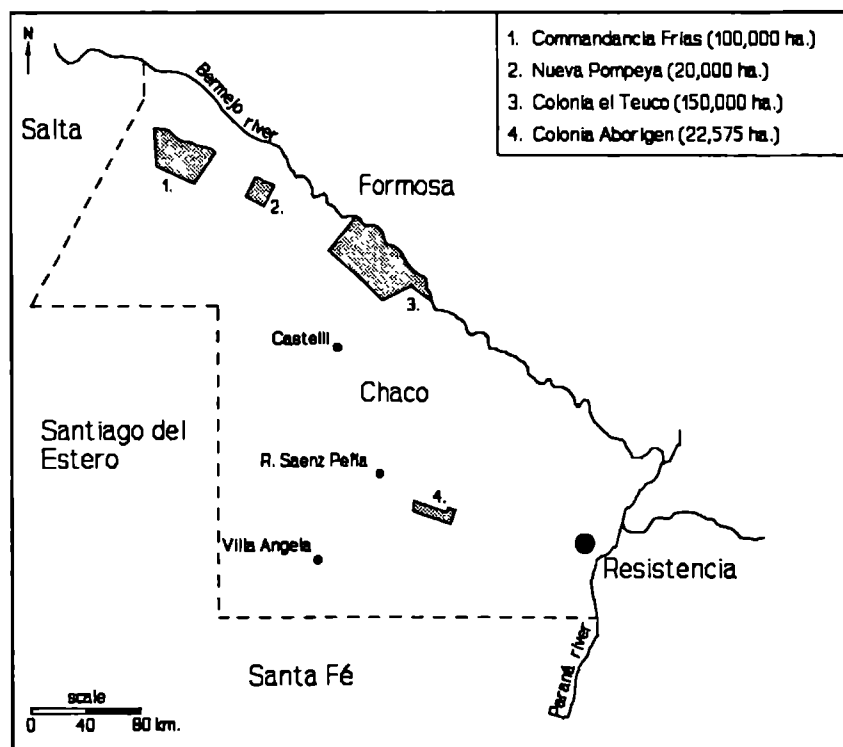 N
1. Commandancia Frias (100,000 ha.)
2. Nueva Pompeya (20,000 ha.)
3. Colonia el Teuco (150,000 ha.)
4. Colonia Aborigen (22,575 ha.)
Bermejo river
Salta
1.
2.
Formosa
3.
Castelli
Chaco
Santiago del
Estero
R. Saenz Peña
4.
Villa Angela
Resistencia
Paraná river
Santa Fé
scale
0 40 80 km.